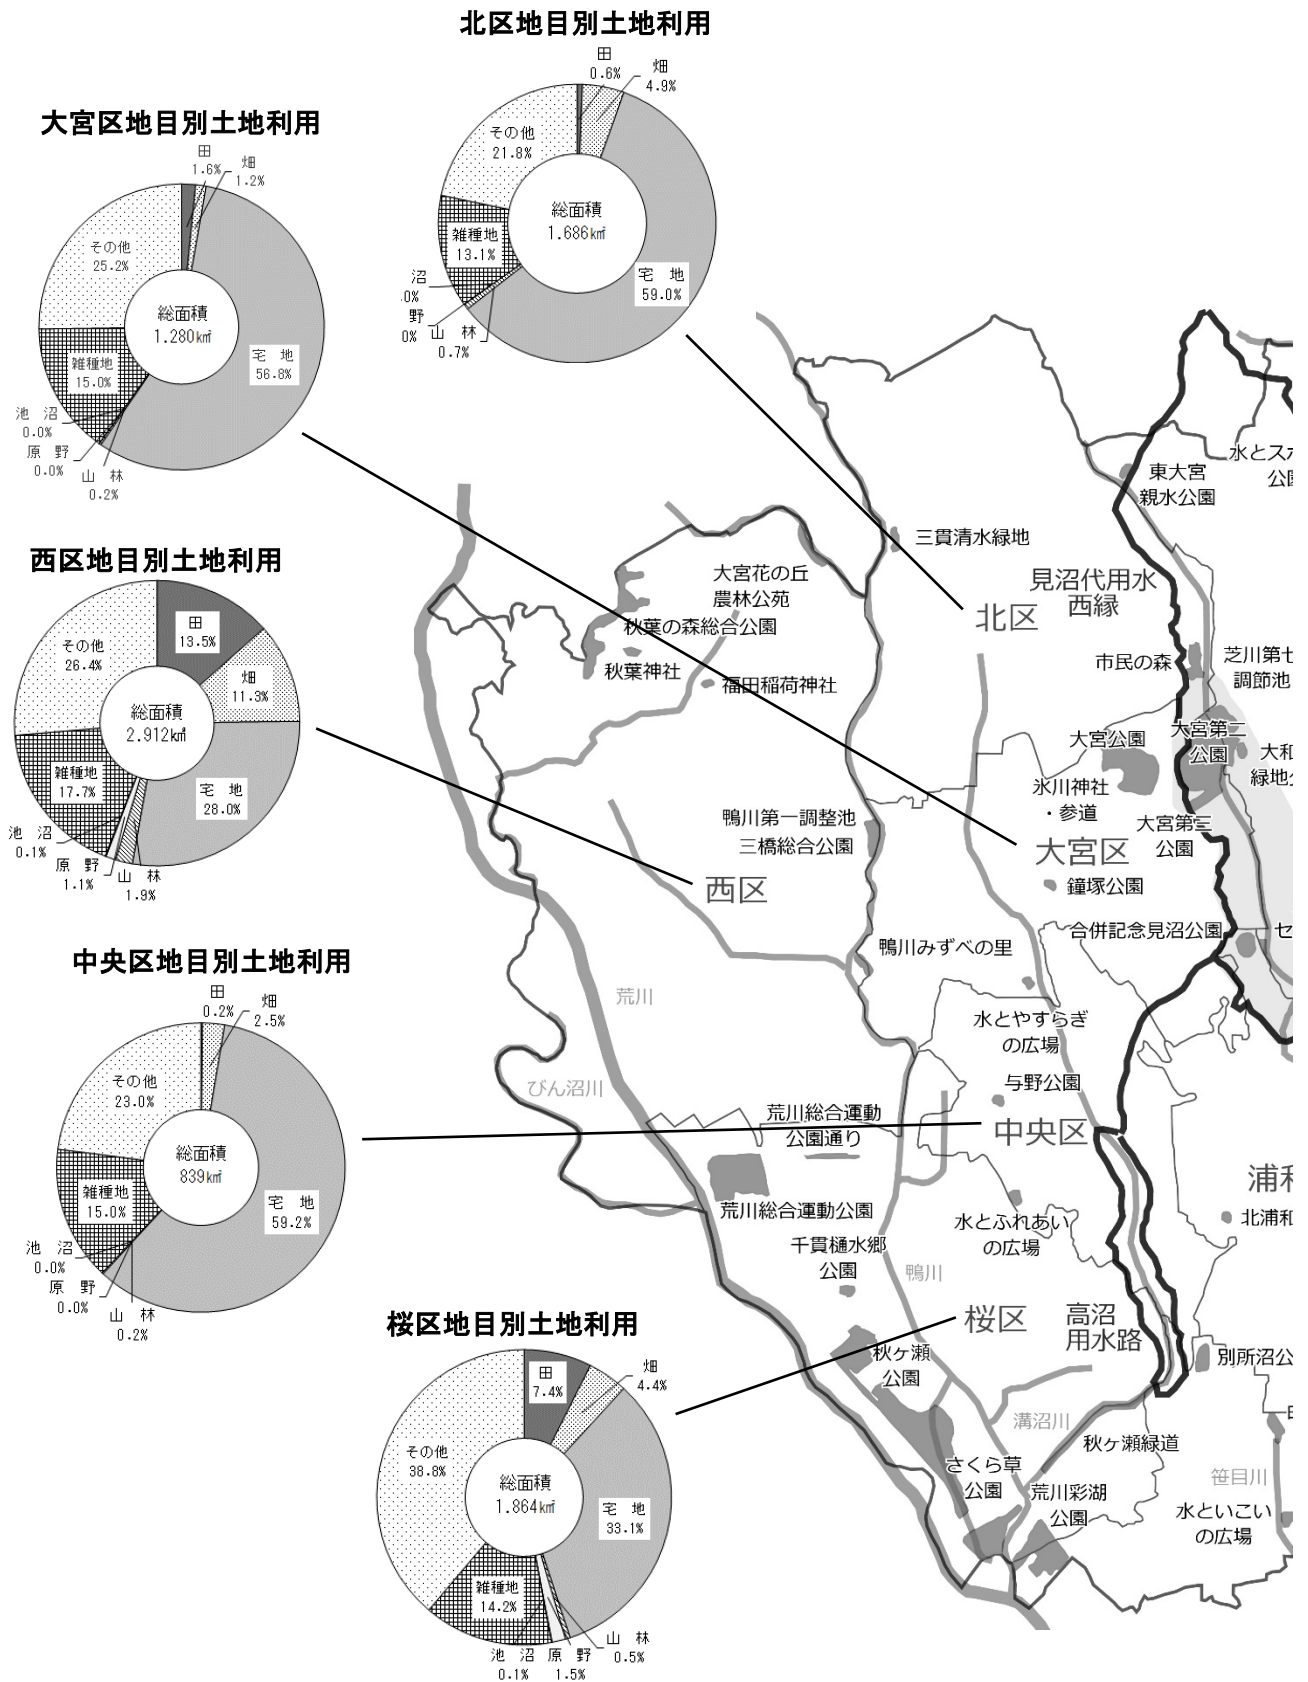 北区地目別土地利用
田
0.6%
畑
4.9%
その他
21.8%
総面積
1.686k㎡
雑種地
13.1%
宅 地
59.0%
沼
.0%
野
0%
山 林
0.7%
大宮区地目別土地利用
田
1.6%
畑
1.2%
その他
25.2%
総面積
1.280k㎡
宅 地
56.8%
雑種地
15.0%
池 沼
0.0%
原 野
0.0%
山 林
0.2%
西区地目別土地利用
田
13.5%
畑
11.3%
その他
26.4%
総面積
2.912k㎡
雑種地
17.7%
宅 地
28.0%
池 沼
0.1%
原 野
1.1%
山 林
1.9%
中央区地目別土地利用
田
0.2%
畑
2.5%
その他
23.0%
総面積
839k㎡
雑種地
15.0%
宅 地
59.2%
池 沼
0.0%
原 野
0.0%
山 林
0.2%
桜区地目別土地利用
田
7.4%
畑
4.4%
その他
38.8%
総面積
1.864k㎡
宅 地
33.1%
雑種地
14.2%
山 林
0.5%
池 沼
0.1%
原 野
1.5%
水とスポ
公園
東大宮
親水公園
三貫清水緑地
大宮花の丘
農林公苑
見沼代用水
西縁
北区
秋葉の森総合公園
秋葉神社
福田稲荷神社
市民の森
芝川第七
調節池
大宮公園
大宮第二
公園
大和
緑地公
氷川神社
・参道
鴨川第一調整池
三橋総合公園
大宮第三
公園
大宮区
西区
鐘塚公園
合併記念見沼公園
セ
鴨川みずべの里
荒川
水とやすらぎ
の広場
びん沼川
与野公園
荒川総合運動
公園通り
中央区
浦和
荒川総合運動公園
水とふれあい
の広場
北浦和
千貫樋水郷
公園
鴨川
桜区
高沼
用水路
秋ヶ瀬
公園
別所沼公
溝沼川
秋ヶ瀬緑道
さくら草
公園
荒川彩湖
公園
笹目川
水といこい
の広場